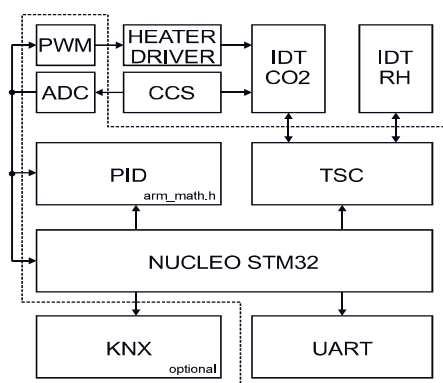 PWM
HEATER
DRIVER
IDT
CO2
IDT
RH
ADC
CCS
PID
arm_math.h
TSC
NUCLEO STM32
KNX
optional
UART